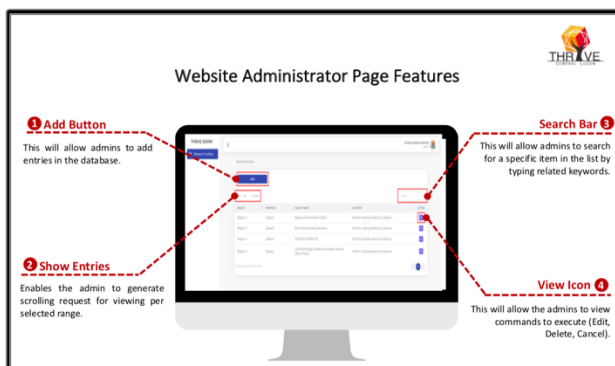 THRIVE
CENTRAL LUZON
Website Administrator Page Features
1 Add Button
This will allow admins to add
entries in the database.
2 Show Entries
Enables the admin to generate
scrolling request for viewing per
selected range.
Search Bar 3
This will allow admins to search
for a specific item in the list by
typing related keywords.
View Icon 4
This will allow the admins to view
commands to execute (Edit,
Delete, Cancel).
THRIVE ADMIN